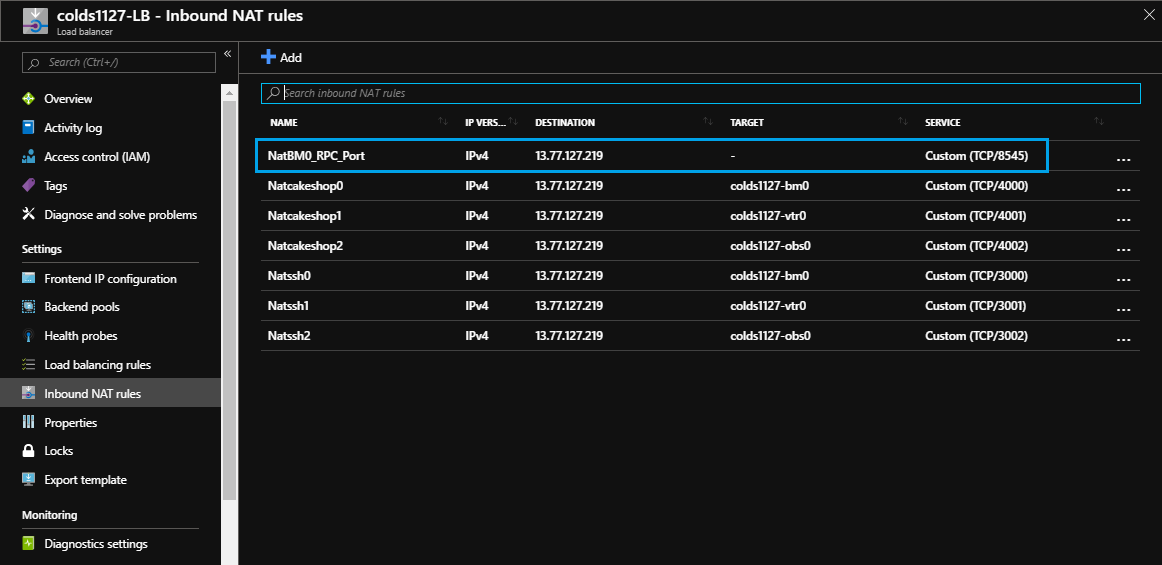 colds1127-LB - Inbound NAT rules
Load balancer
Search (Ctrl+/)
«
Overview
Activity log
Access control (IAM)
Tags
Diagnose and solve problems
Settings
Frontend IP configuration
Backend pools
Health probes
Load balancing rules
Inbound NAT rules
Properties
Locks
Export template
Monitoring
Diagnostics settings
+ Add
Search inbound NAT rules
NAME IP VERS... DESTINATION TARGET SERVICE
NatBM0_RPC_Port IPv4 13.77.127.219 - Custom (TCP/8545) ...
Natcakeshop0 IPv4 13.77.127.219 colds1127-bm0 Custom (TCP/4000) ...
Natcakeshop1 IPv4 13.77.127.219 colds1127-vtr0 Custom (TCP/4001) ...
Natcakeshop2 IPv4 13.77.127.219 colds1127-obs0 Custom (TCP/4002) ...
Natssh0 IPv4 13.77.127.219 colds1127-bm0 Custom (TCP/3000) ...
Natssh1 IPv4 13.77.127.219 colds1127-vtr0 Custom (TCP/3001) ...
Natssh2 IPv4 13.77.127.219 colds1127-obs0 Custom (TCP/3002) ...